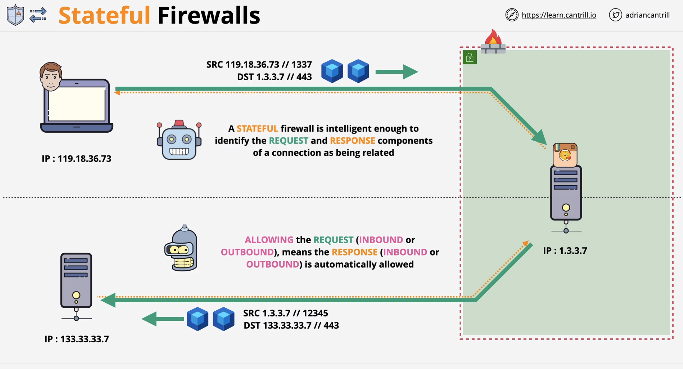 Stateful Firewalls
https://learn.cantrill.io
adriancantrill
SRC 119.18.36.73 // 1337
DST 1.3.3.7 // 443
A STATEFUL firewall is intelligent enough to
identify the REQUEST and RESPONSE components
of a connection as being related
IP : 119.18.36.73
ALLOWING the REQUEST (INBOUND or
OUTBOUND), means the RESPONSE (INBOUND or
OUTBOUND) is automatically allowed
IP : 1.3.3.7
SRC 1.3.3.7 // 12345
DST 133.33.33.7 // 443
IP : 133.33.33.7